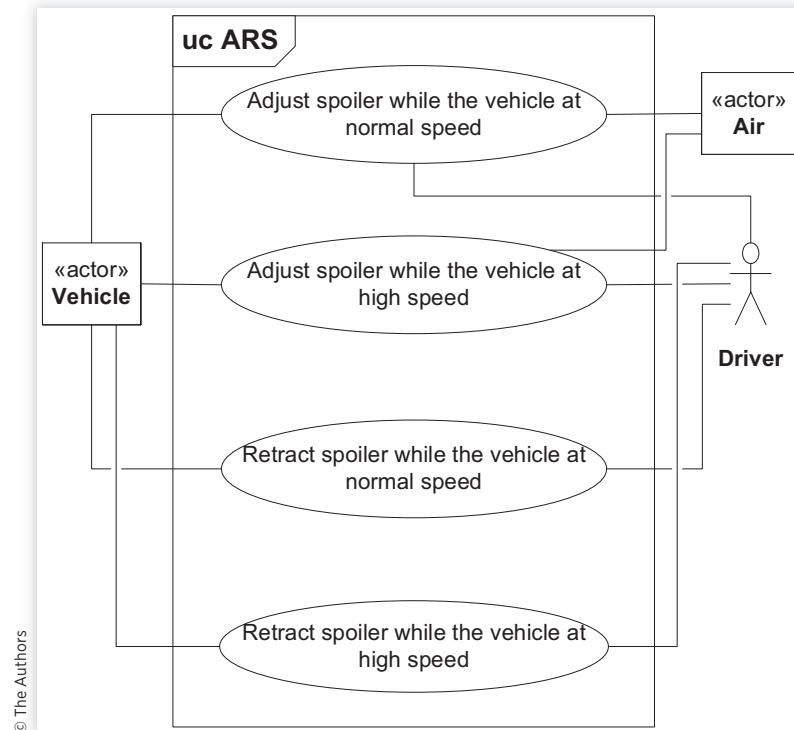 uc ARS
Adjust spoiler while the vehicle at
normal speed
«actor»
Air
«actor»
Vehicle
Adjust spoiler while the vehicle at
high speed
Driver
Retract spoiler while the vehicle at
normal speed
Retract spoiler while the vehicle at
high speed
© The Authors